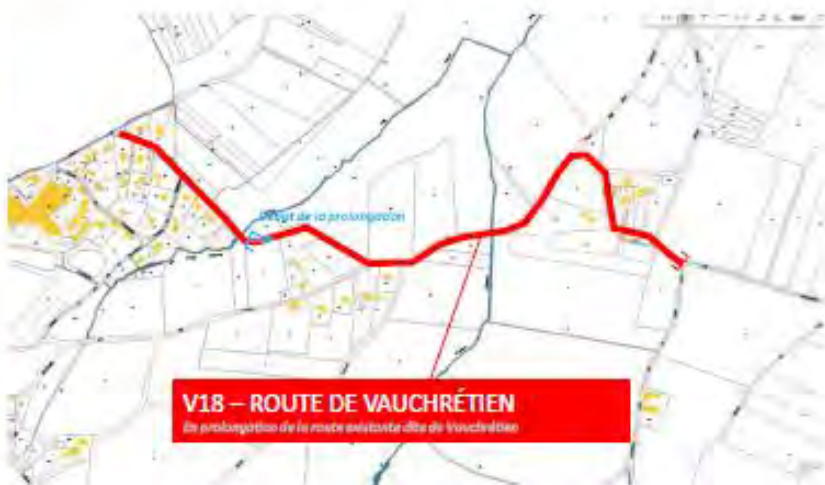 Début de la prolongation
V18 – ROUTE DE VAUCHRÉTIEN
En prolongation de la route existante dite de Vauchrétien